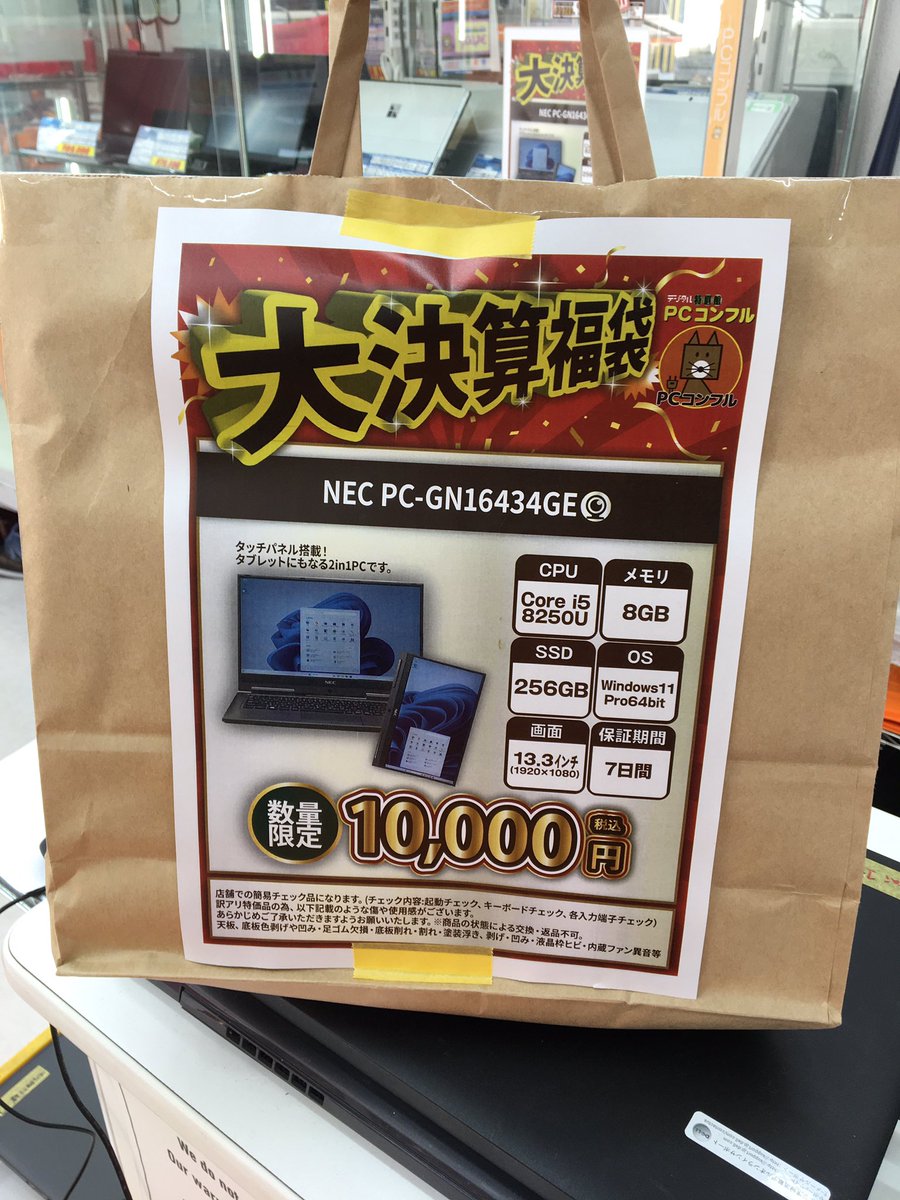 大決算
NEC PC-GN16434
大決算福袋
デジタル特買館
PCコンフル
PCコンフル
NEC PC-GN16434GE
タッチパネル搭載!
タブレットにもなる2in1PCです。
NEC
CPU
Core i5
8250U
メモリ
8GB
SSD
256GB
OS
Windows11
Pro64bit
画面
13.3インチ
(1920×1080)
保証期間
7日間
数量
限定
10,000
税込
円
店舗での簡易チェック品になります。(チェック内容:起動チェック、キーボードチェック、各入力端子チェック)
訳アリ特価品の為、以下記載のような傷や使用感がございます。
あらかじめご了承いただきますようお願いいたします。※商品の状態による交換・返品不可。
天板、底板色剥げや凹み・足ゴム欠損・底板削れ・割れ・塗装浮き、剥げ・凹み・液晶枠ヒビ・内蔵ファン異音等
We do not
Our warra
DELL